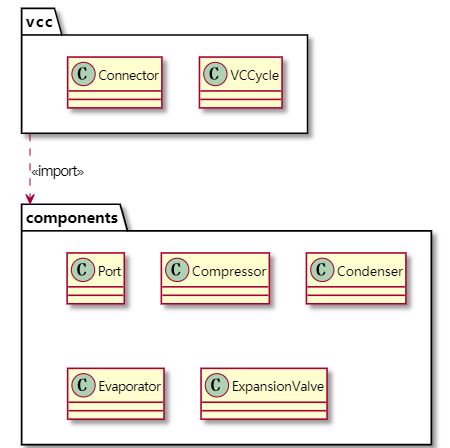 vcc
C Connector
C VCCycle
«import»
components
C Port
C Compressor
C Condenser
C Evaporator
C ExpansionValve